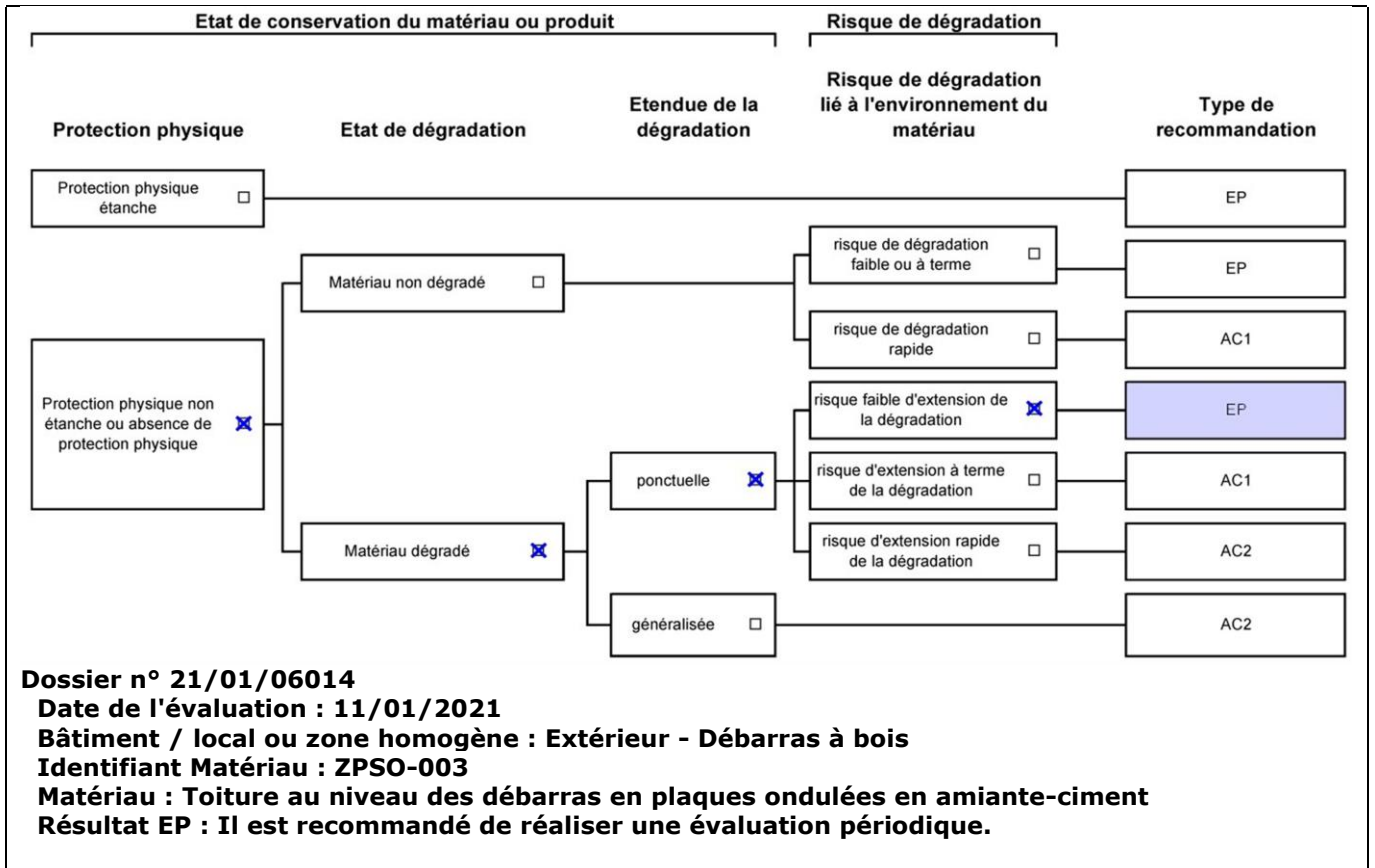 Etat de conservation du matériau ou produit
Risque de dégradation
Protection physique
Etat de dégradation
Etendue de la
dégradation
Risque de dégradation
lié à l'environnement du
matériau
Type de
recommandation
Protection physique
étanche
EP
risque de dégradation
faible ou à terme
EP
Matériau non dégradé
risque de dégradation
rapide
AC1
Protection physique non
étanche ou absence de
protection physique
risque faible d'extension de
la dégradation
EP
ponctuelle
risque d'extension à terme
de la dégradation
AC1
Matériau dégradé
risque d'extension rapide
de la dégradation
AC2
généralisée
AC2
Dossier n° 21/01/06014
Date de l'évaluation : 11/01/2021
Bâtiment / local ou zone homogène : Extérieur - Débarras à bois
Identifiant Matériau : ZPSO-003
Matériau : Toiture au niveau des débarras en plaques ondulées en amiante-ciment
Résultat EP : Il est recommandé de réaliser une évaluation périodique.